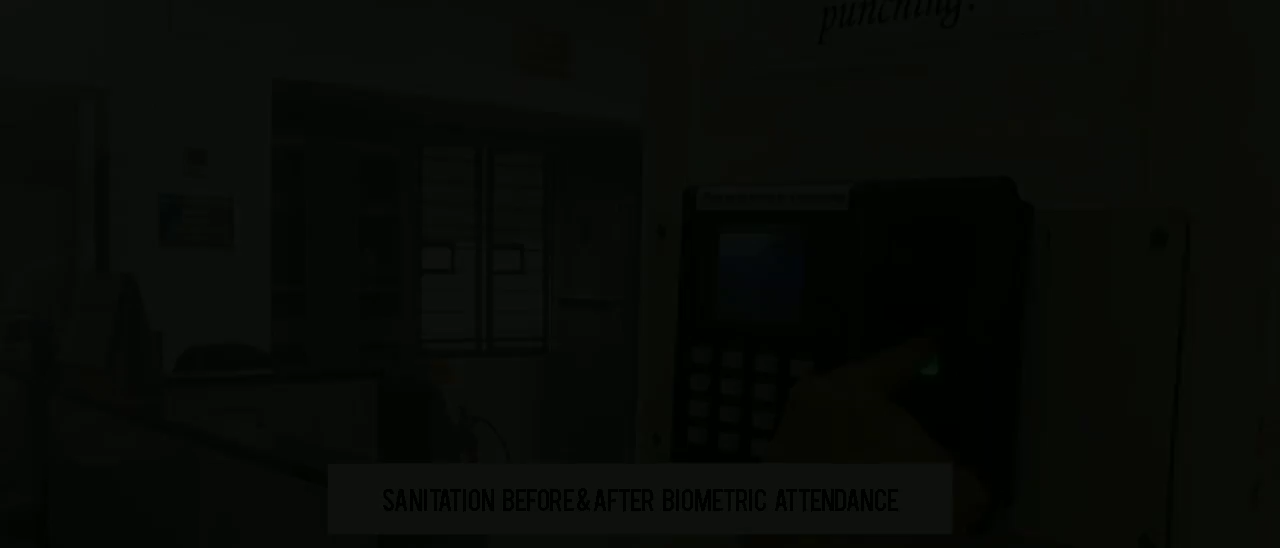 punching.
SANITATION BEFORE & AFTER BIOMETRIC ATTENDANCE